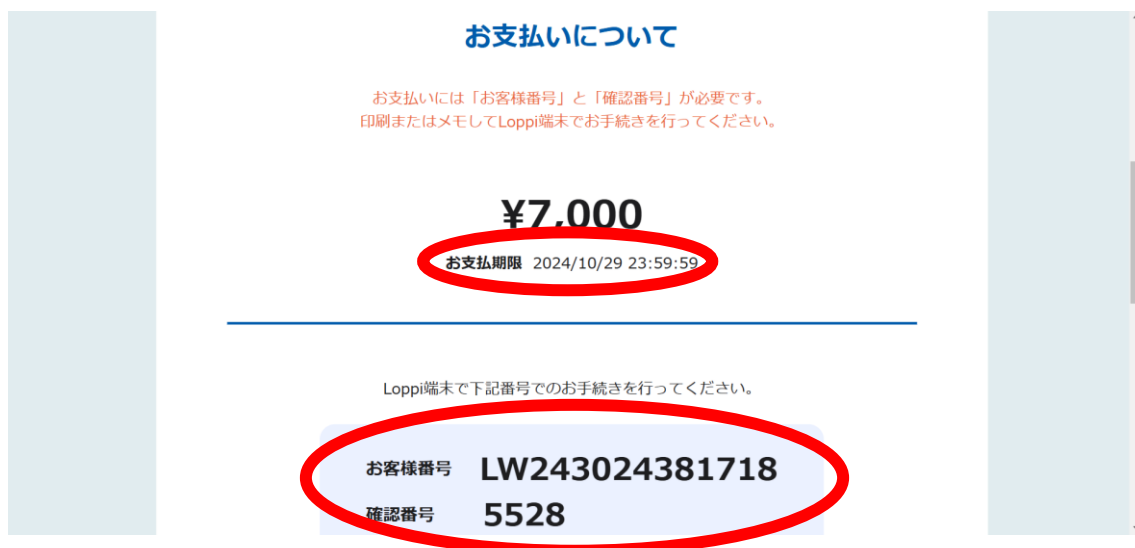 お支払いについて
お支払いには「お客様番号」と「確認番号」が必要です。
印刷またはメモしてLoppi端末でお手続きを行ってください。
¥7,000
お支払期限 2024/10/29 23:59:59
Loppi端末で下記番号でのお手続きを行ってください。
お客様番号 LW243024381718
確認番号 5528